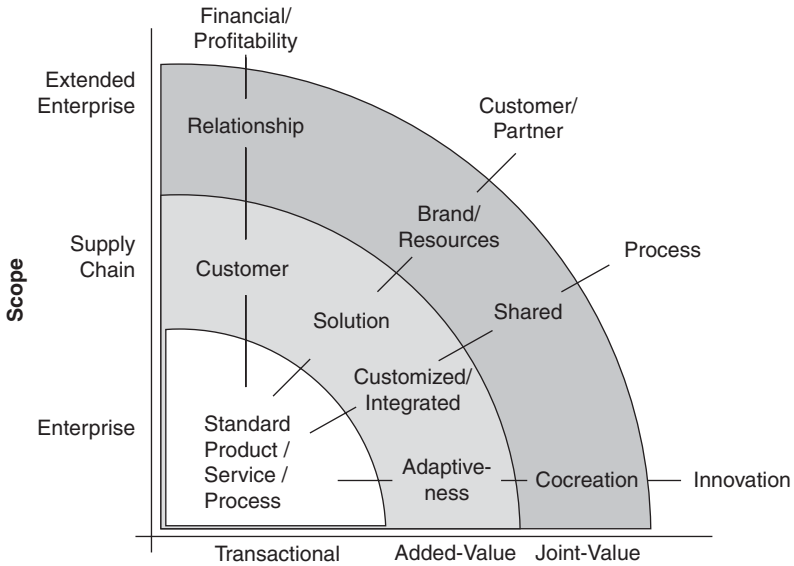 Financial/
Profitability
Extended
Enterprise
Customer/
Partner
Relationship
Brand/
Resources
Supply
Chain
Process
Customer
Scope
Shared
Solution
Customized/
Integrated
Enterprise
Standard
Product /
Service /
Process
Adaptive-
ness
Cocreation
Innovation
Transactional
Added-Value
Joint-Value